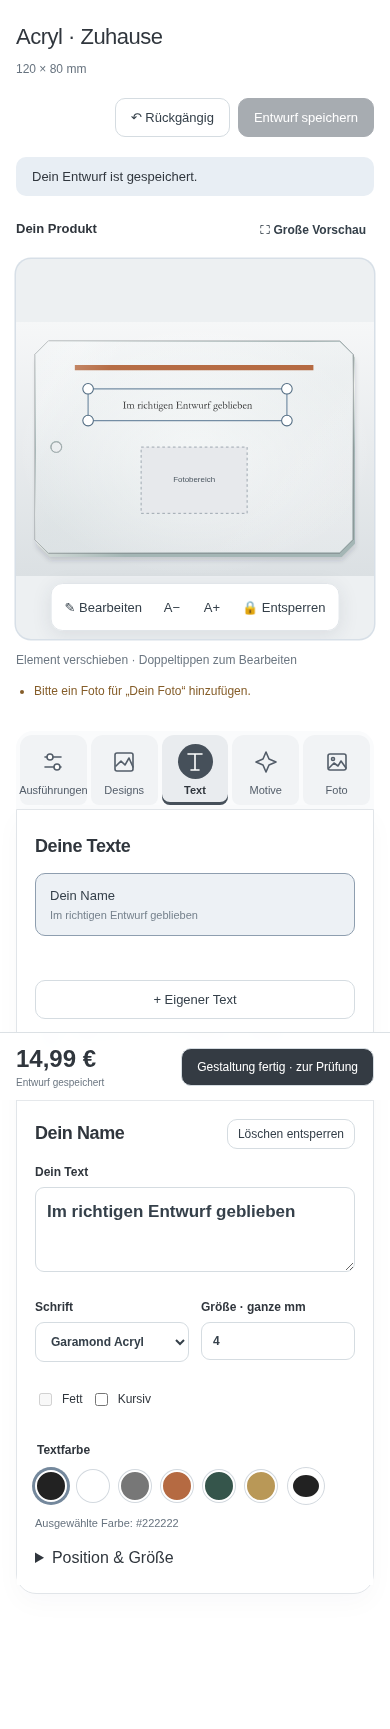 Acryl · Zuhause
120 × 80 mm
↶ Rückgängig
Entwurf speichern
Dein Entwurf ist gespeichert.
Dein Produkt
⛶ Große Vorschau
Im richtigen Entwurf geblieben
Fotobereich
✎ Bearbeiten
A−
A+
🔒 Entsperren
Element verschieben · Doppeltippen zum Bearbeiten
• Bitte ein Foto für „Dein Foto“ hinzufügen.
Ausführungen
Designs
Text
Motive
Foto
Deine Texte
Dein Name
Im richtigen Entwurf geblieben
+ Eigener Text
14,99 €
Entwurf gespeichert
Gestaltung fertig · zur Prüfung
Dein Name
Löschen entsperren
Dein Text
Im richtigen Entwurf geblieben
Schrift
Größe · ganze mm
Garamond Acryl
4
Fett
Kursiv
Textfarbe
Ausgewählte Farbe: #222222
Position & Größe